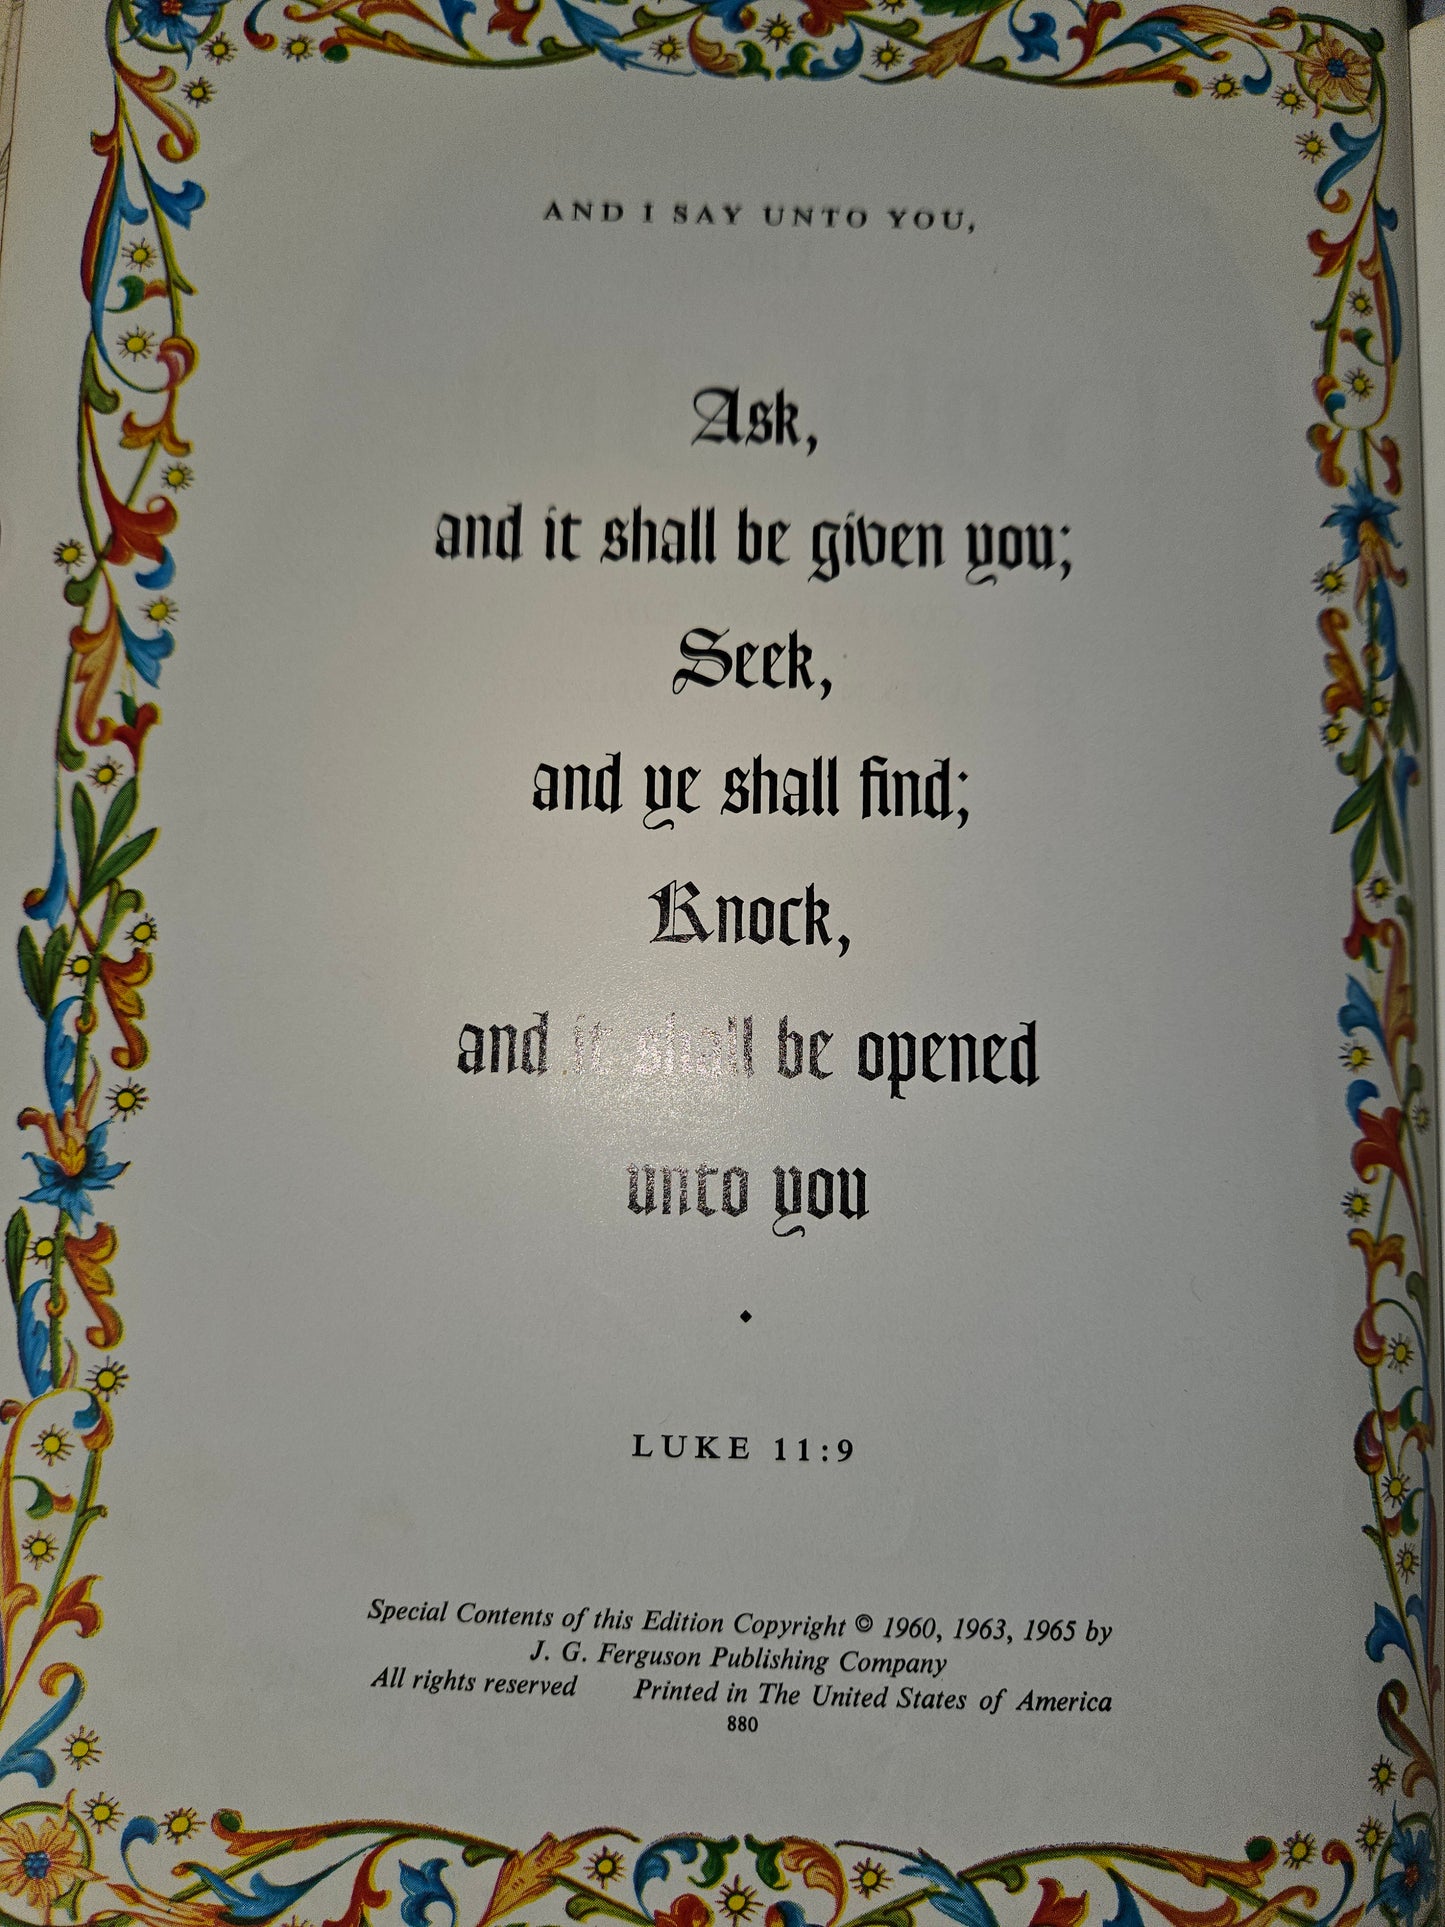 AND I SAY UNTO YOU,
Ask,
and it shall be given you;
Seek,
and ye shall find;
Knock,
and it shall be opened
unto you
LUKE 11:9
Special Contents of this Edition Copyright © 1960, 1963, 1965 by
J. G. Ferguson Publishing Company
All rights reserved Printed in The United States of America
880